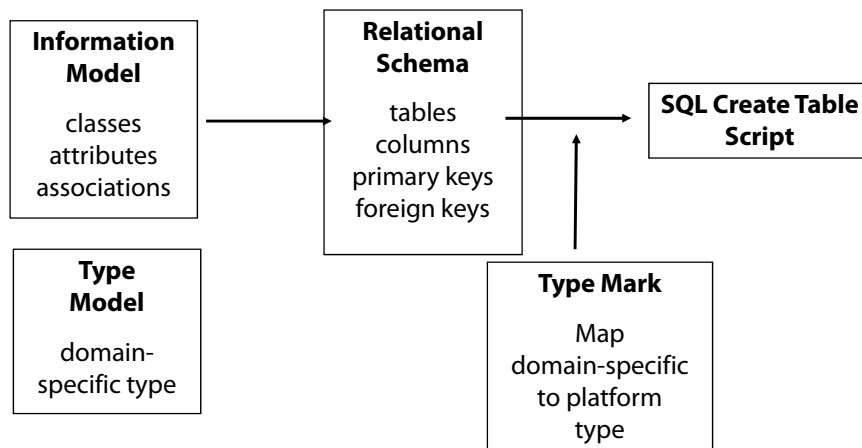 Information
Model
classes
attributes
associations
Relational
Schema
tables
columns
primary keys
foreign keys
SQL Create Table
Script
Type
Model
domain-
specific type
Type Mark
Map
domain-specific
to platform
type